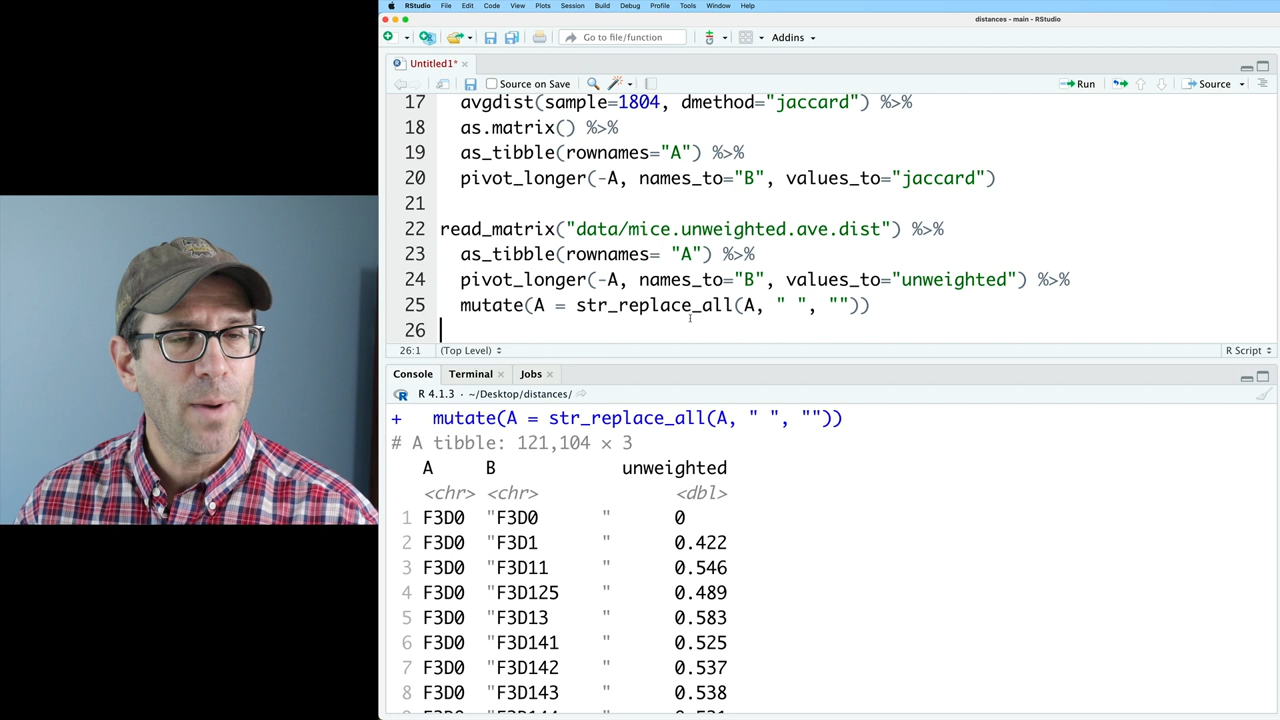 RStudio File Edit Code View Plots Session Build Debug Profile Tools Window Help
distances - main - RStudio
Go to file/function Addins
Untitled1*
Source on Save Run Source
17 avgdist(sample=1804, dmethod="jaccard") %>%
18 as.matrix() %>%
19 as_tibble(rownames="A") %>%
20 pivot_longer(-A, names_to="B", values_to="jaccard")
21
22 read_matrix("data/mice.unweighted.ave.dist") %>%
23 as_tibble(rownames= "A") %>%
24 pivot_longer(-A, names_to="B", values_to="unweighted") %>%
25 mutate(A = str_replace_all(A, " ", ""))
26
26:1 (Top Level) R Script
Console Terminal Jobs
R 4.1.3 · ~/Desktop/distances/
+ mutate(A = str_replace_all(A, " ", ""))
# A tibble: 121,104 × 3
A B unweighted
<chr> <chr> <dbl>
1 F3D0 "F3D0 " 0
2 F3D0 "F3D1 " 0.422
3 F3D0 "F3D11 " 0.546
4 F3D0 "F3D125 " 0.489
5 F3D0 "F3D13 " 0.583
6 F3D0 "F3D141 " 0.525
7 F3D0 "F3D142 " 0.537
8 F3D0 "F3D143 " 0.538